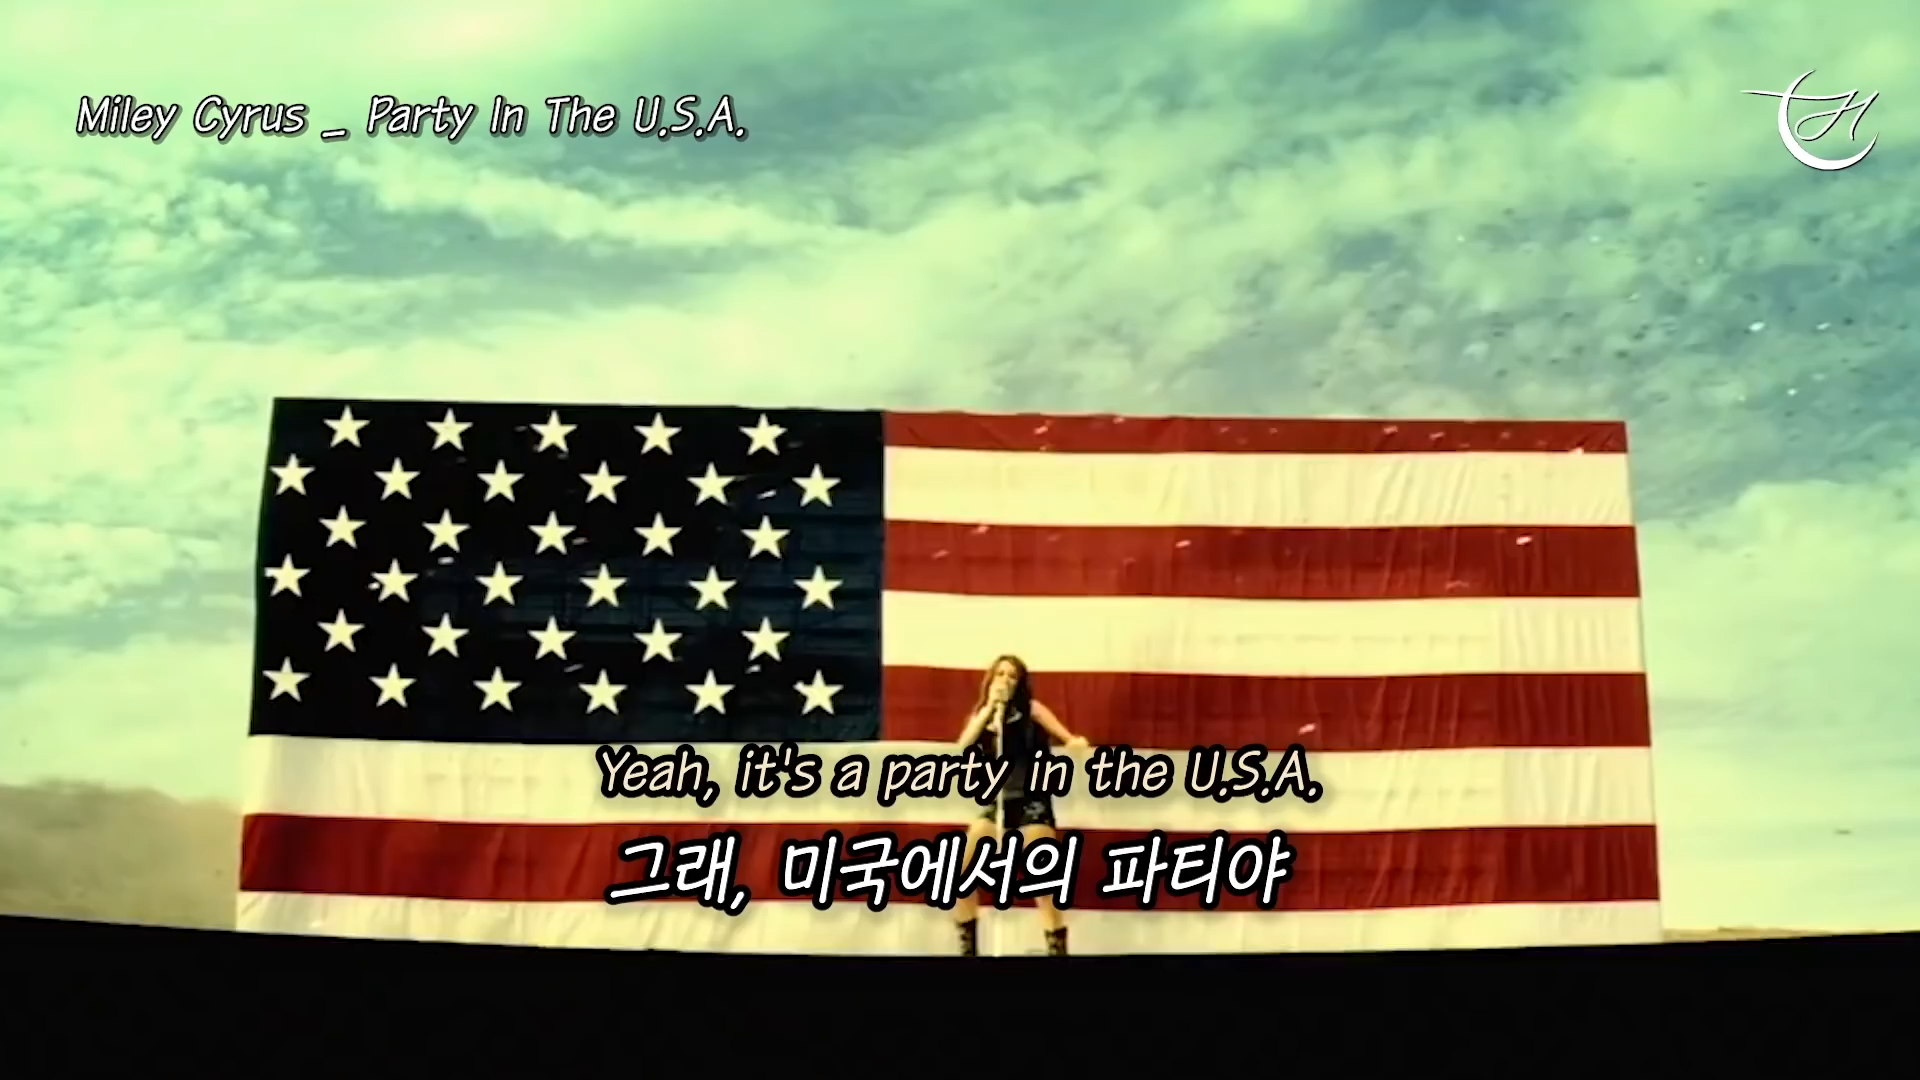 Miley Cyrus _ Party In The U.S.A.
Yeah, it's a party in the U.S.A.
그래, 미국에서의 파티야